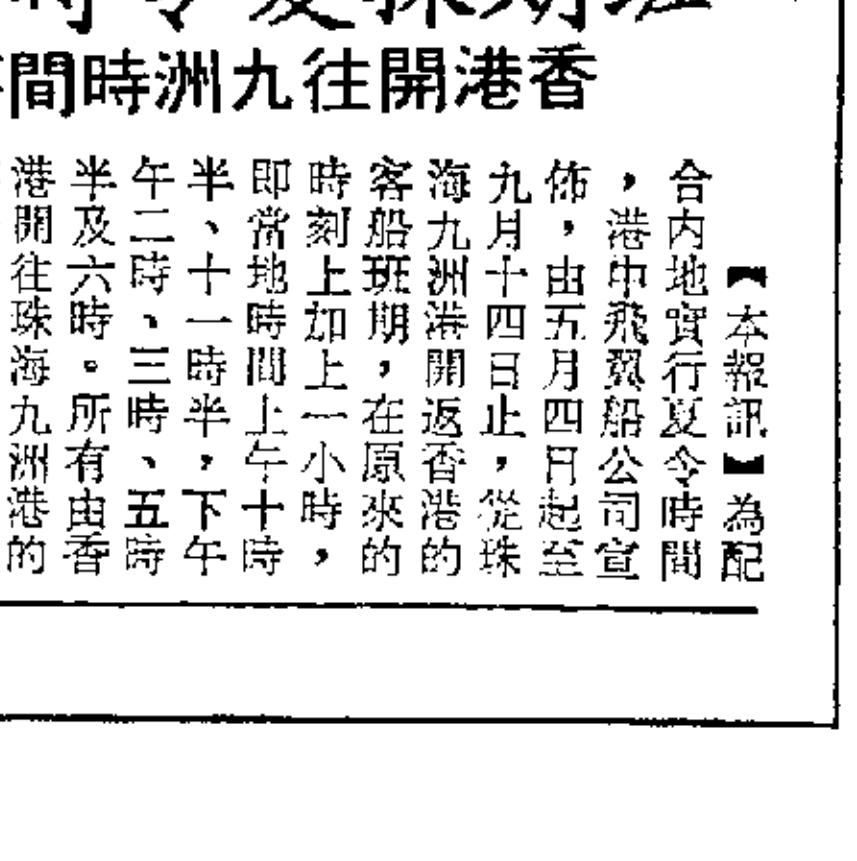 香港開往九洲時間
【本報訊】為配
合內地實行夏令時間
，港中飛翼船公司宣
佈，由五月四日起至
九月十四日止，從珠
海九洲港開返香港的
客船班期，在原來的
時刻上加上一小時，
即當地時間上午十時
半、十一時半，下午
午二時、三時、五時
半及六時。所有由香
港開往珠海九洲港的